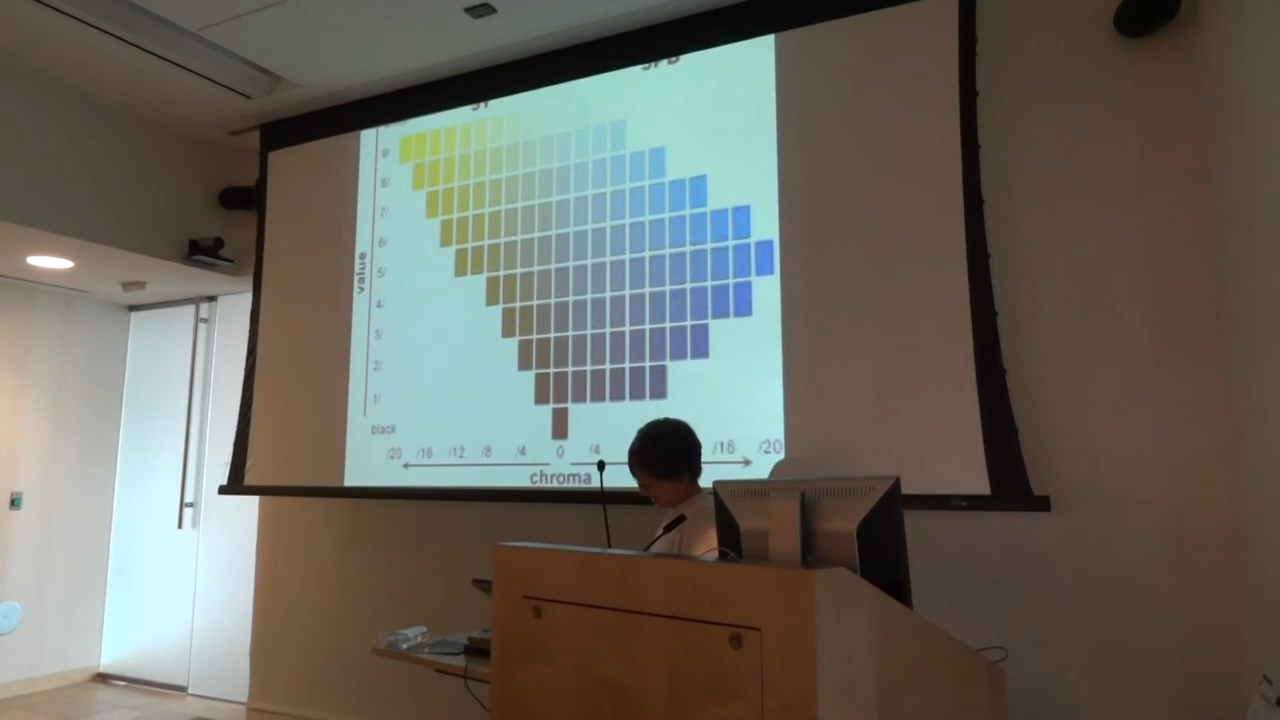 5Y
5PB
9/
8/
7/
6/
5/
4/
3/
2/
1/
black
value
/20 /16 /12 /8 /4 0 /4 /16 /20
chroma